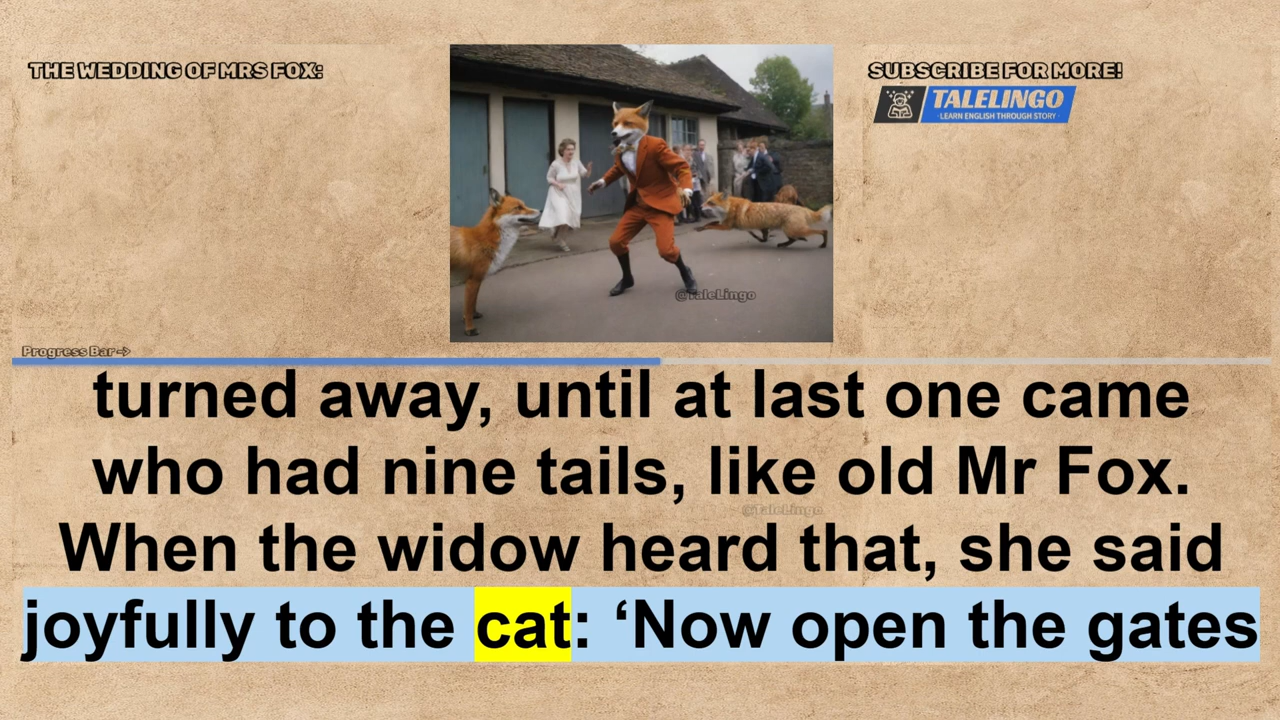 THE WEDDING OF MRS FOX:
SUBSCRIBE FOR MORE!
TALELINGO
· LEARN ENGLISH THROUGH STORY ·
@TaleLingo
Progress Bar->
turned away, until at last one came
who had nine tails, like old Mr Fox.
@TaleLingo
When the widow heard that, she said
joyfully to the cat: ‘Now open the gates